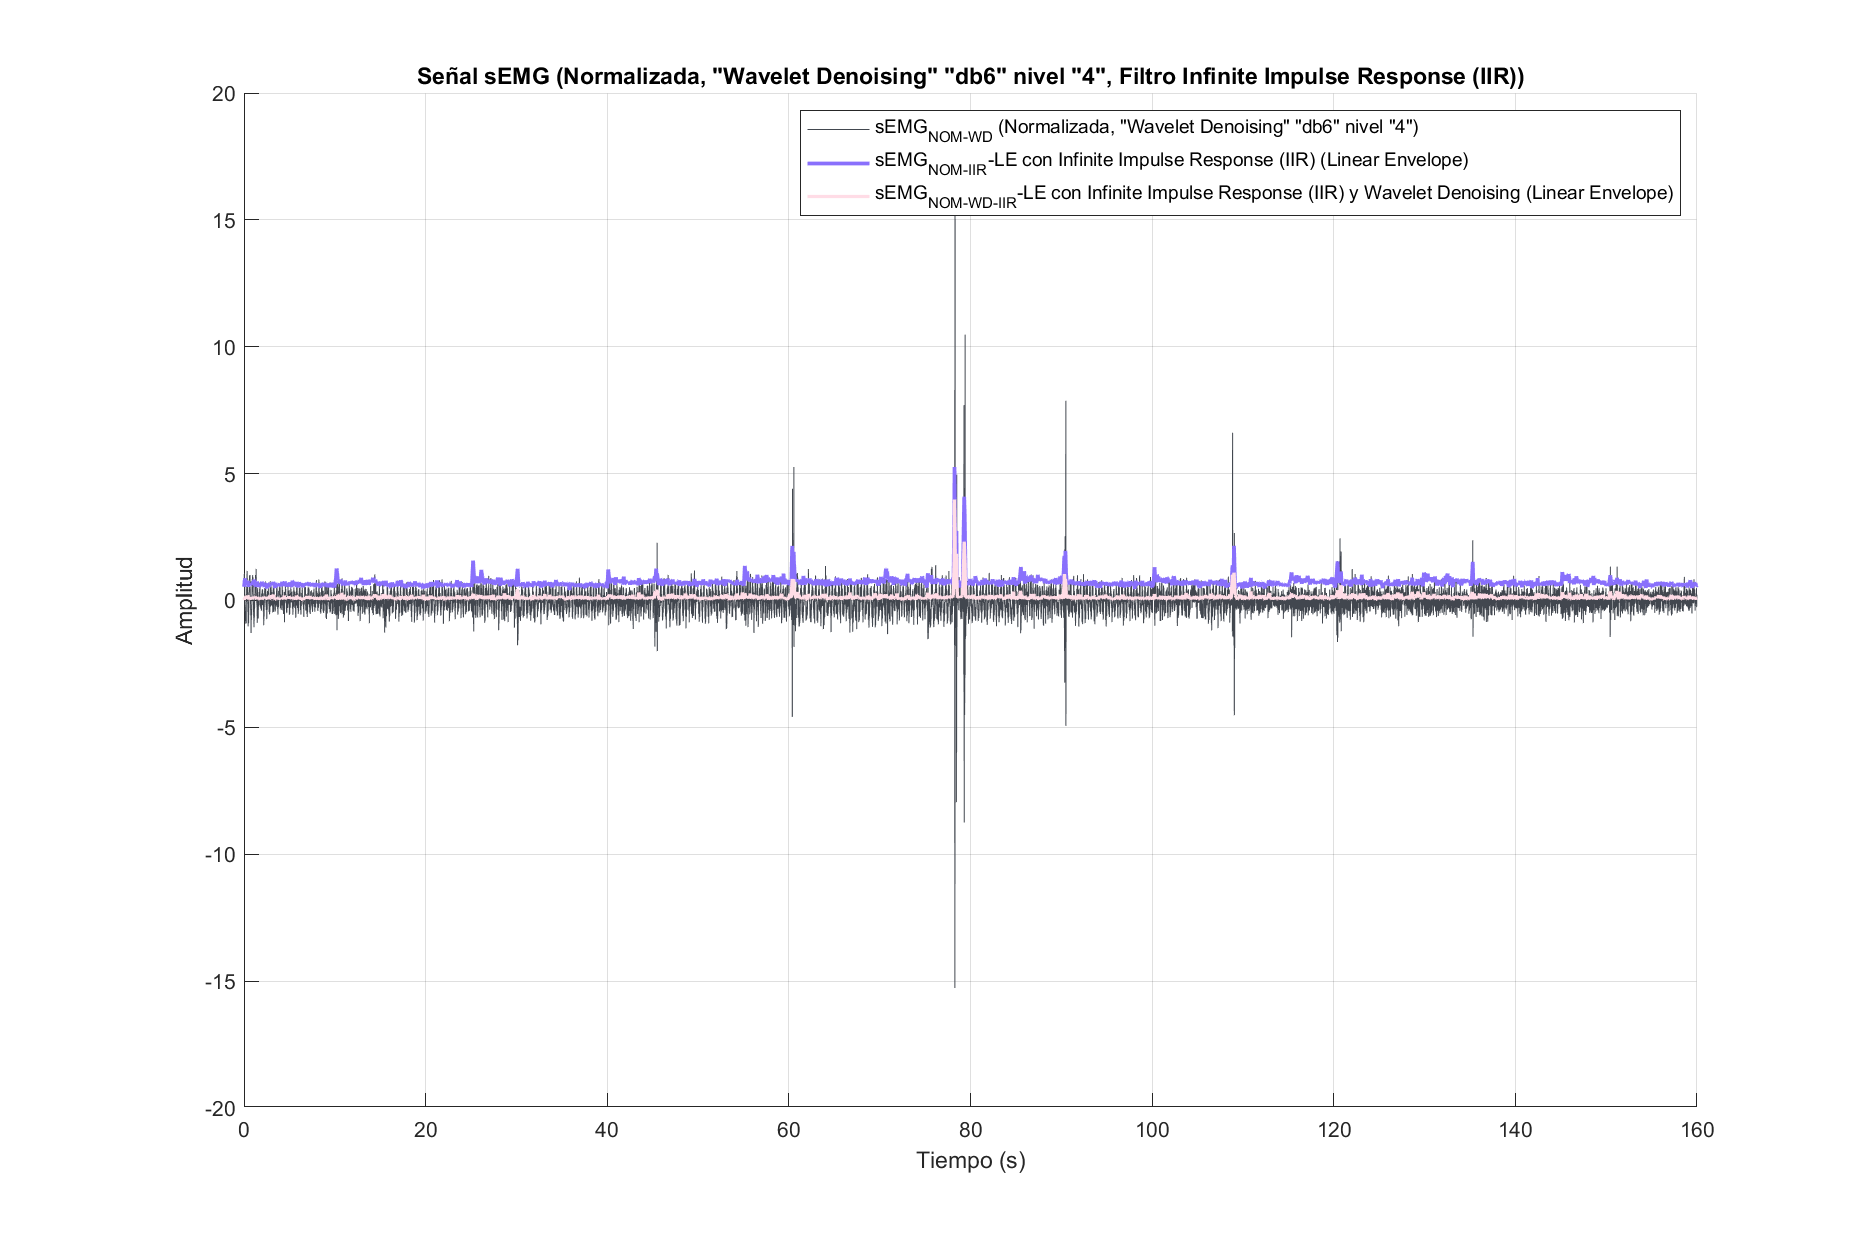 Señal sEMG (Normalizada, "Wavelet Denoising" "db6" nivel "4", Filtro Infinite Impulse Response (IIR))
sEMG_NOM-WD (Normalizada, "Wavelet Denoising" "db6" nivel "4")
sEMG_NOM-IIR-LE con Infinite Impulse Response (IIR) (Linear Envelope)
sEMG_NOM-WD-IIR-LE con Infinite Impulse Response (IIR) y Wavelet Denoising (Linear Envelope)
20
15
10
5
0
-5
-10
-15
-20
Amplitud
0 20 40 60 80 100 120 140 160
Tiempo (s)